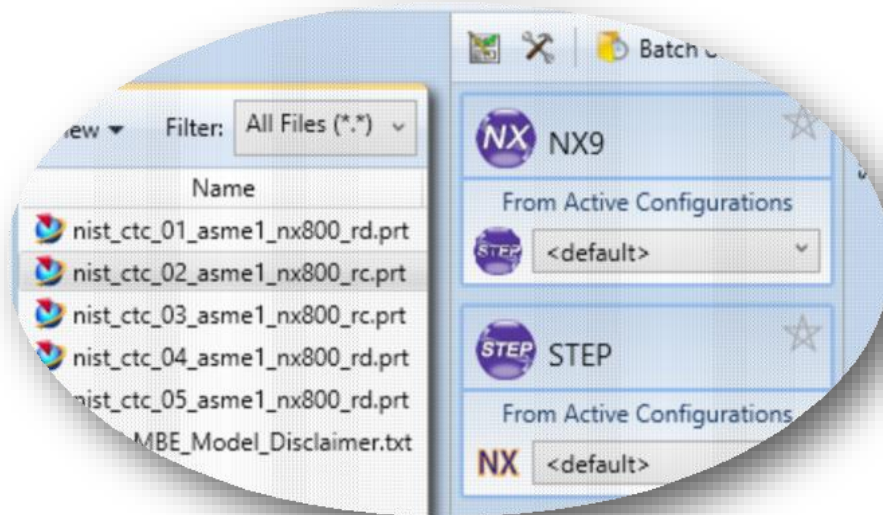 Filter: All Files (*.*)
Name
nist_ctc_01_asme1_nx800_rd.prt
nist_ctc_02_asme1_nx800_rc.prt
nist_ctc_03_asme1_nx800_rc.prt
nist_ctc_04_asme1_nx800_rd.prt
nist_ctc_05_asme1_nx800_rd.prt
MBE_Model_Disclaimer.txt
Batch
NX NX9
From Active Configurations
STEP <default>
STEP STEP
From Active Configurations
NX <default>